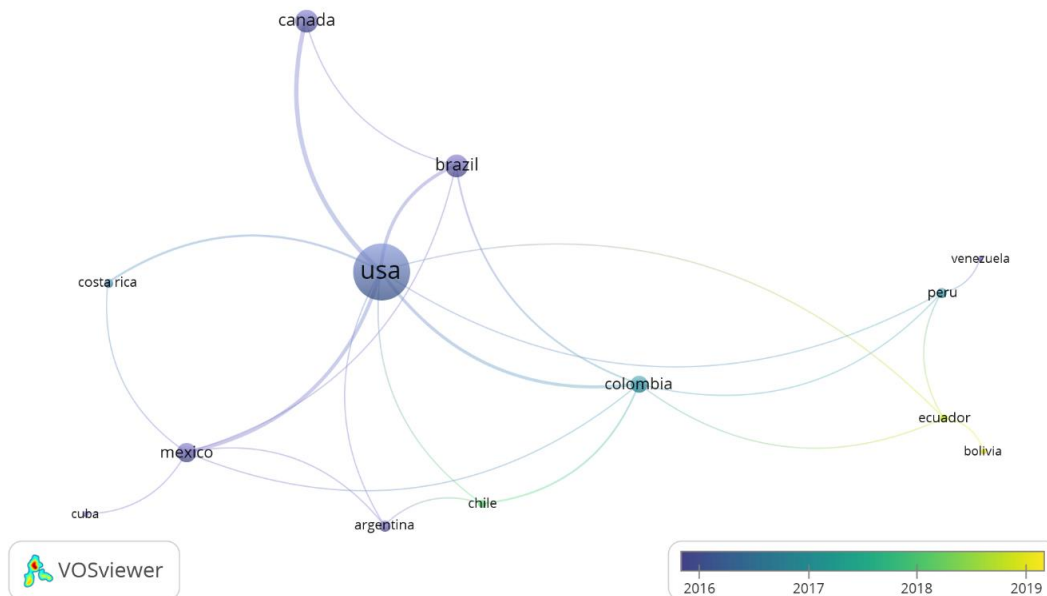 canada
brazil
usa
venezuela
costa rica
peru
colombia
ecuador
mexico
bolivia
chile
cuba
argentina
VOSviewer
2016 2017 2018 2019